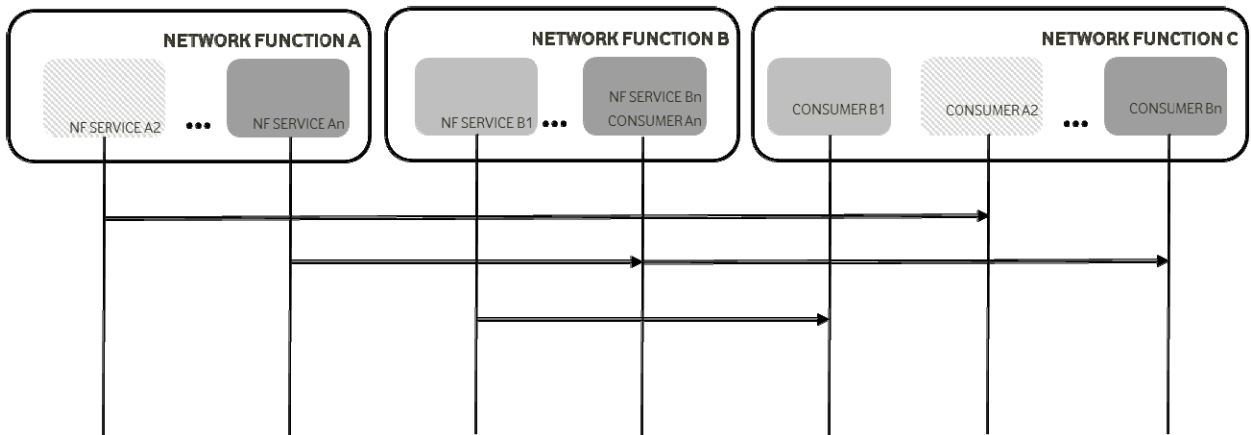 NETWORK FUNCTION A
NF SERVICE A2
•••
NF SERVICE An
NETWORK FUNCTION B
NF SERVICE B1
•••
NF SERVICE Bn
CONSUMER An
NETWORK FUNCTION C
CONSUMER B1
CONSUMER A2
•••
CONSUMER Bn